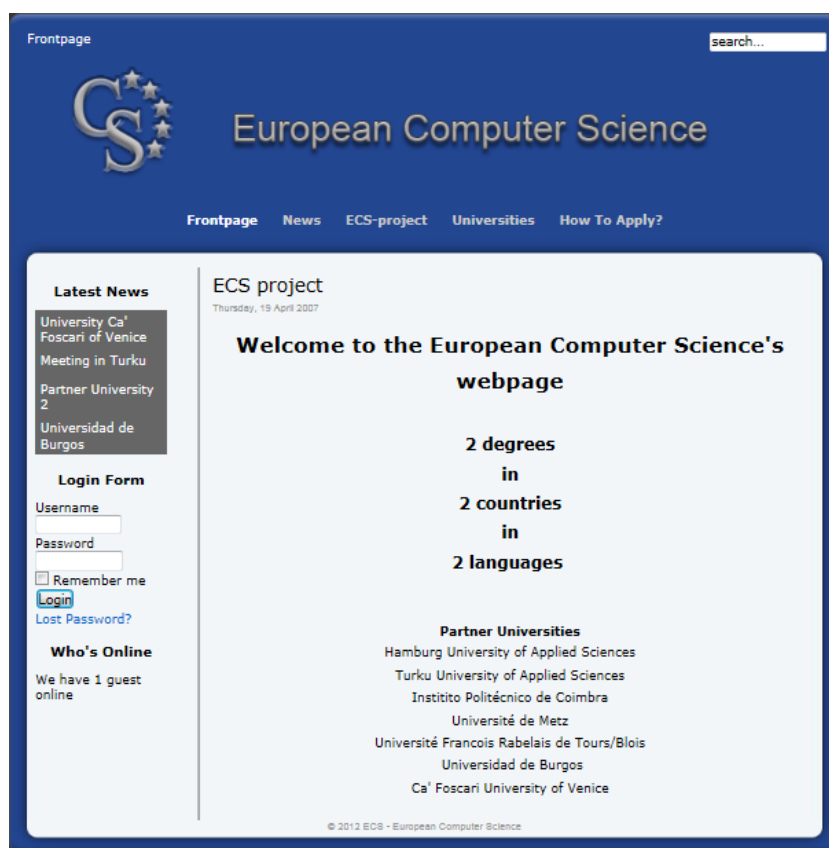 Frontpage
search...
CS
European Computer Science
Frontpage News ECS-project Universities How To Apply?
Latest News
University Ca'
Foscari of Venice
Meeting in Turku
Partner University
2
Universidad de
Burgos
Login Form
Username
Password
Remember me
Login
Lost Password?
Who's Online
We have 1 guest
online
ECS project
Thursday, 19 April 2007
Welcome to the European Computer Science's
webpage
2 degrees
in
2 countries
in
2 languages
Partner Universities
Hamburg University of Applied Sciences
Turku University of Applied Sciences
Institito Politécnico de Coimbra
Université de Metz
Université Francois Rabelais de Tours/Blois
Universidad de Burgos
Ca' Foscari University of Venice
© 2012 ECS - European Computer Science